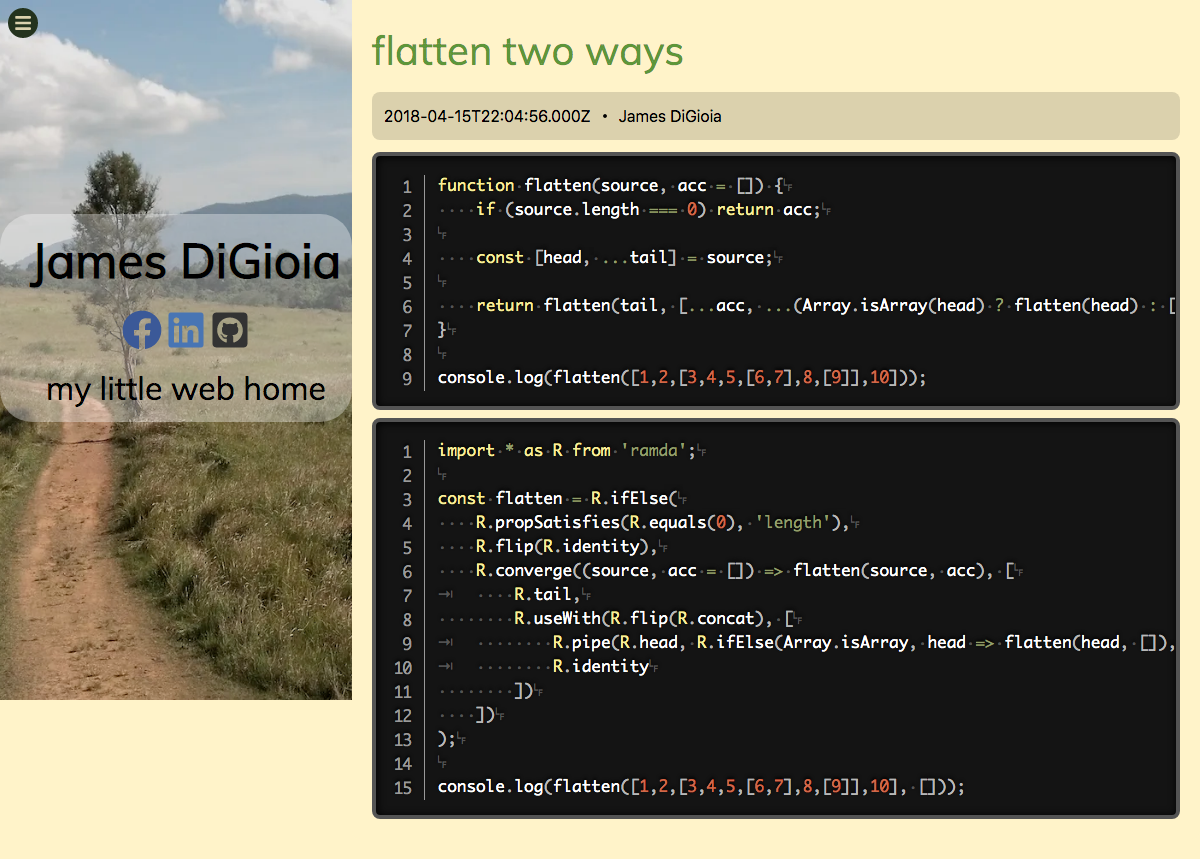 James DiGioia
my little web home
flatten two ways
2018-04-15T22:04:56.000Z • James DiGioia
1 function flatten(source, acc = []) {
2     if (source.length === 0) return acc;
3
4     const [head, ...tail] = source;
5
6     return flatten(tail, [...acc, ...(Array.isArray(head) ? flatten(head) : [
7 }
8
9 console.log(flatten([1,2,[3,4,5,[6,7],8,[9]],10]));
1 import * as R from 'ramda';
2
3 const flatten = R.ifElse(
4     R.propSatisfies(R.equals(0), 'length'),
5     R.flip(R.identity),
6     R.converge((source, acc = []) => flatten(source, acc), [
7         R.tail,
8         R.useWith(R.flip(R.concat), [
9             R.pipe(R.head, R.ifElse(Array.isArray, head => flatten(head, []),
10             R.identity
11         ])
12     ])
13 );
14
15 console.log(flatten([1,2,[3,4,5,[6,7],8,[9]],10], []));